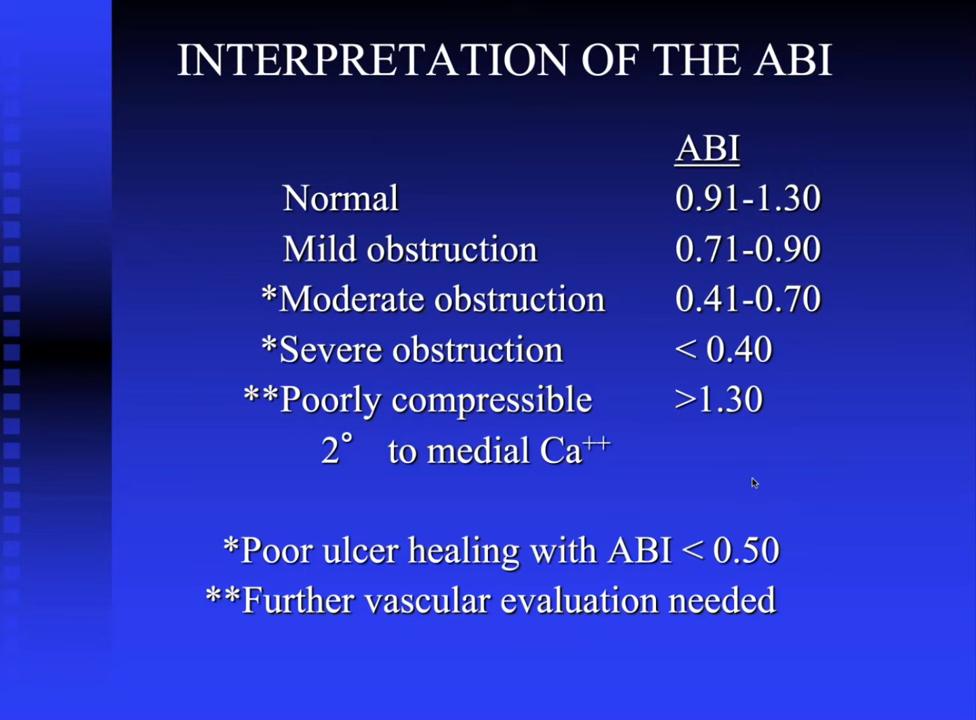 INTERPRETATION OF THE ABI
ABI
Normal 0.91-1.30
Mild obstruction 0.71-0.90
*Moderate obstruction 0.41-0.70
*Severe obstruction < 0.40
**Poorly compressible >1.30
2° to medial Ca⁺⁺
*Poor ulcer healing with ABI < 0.50
**Further vascular evaluation needed